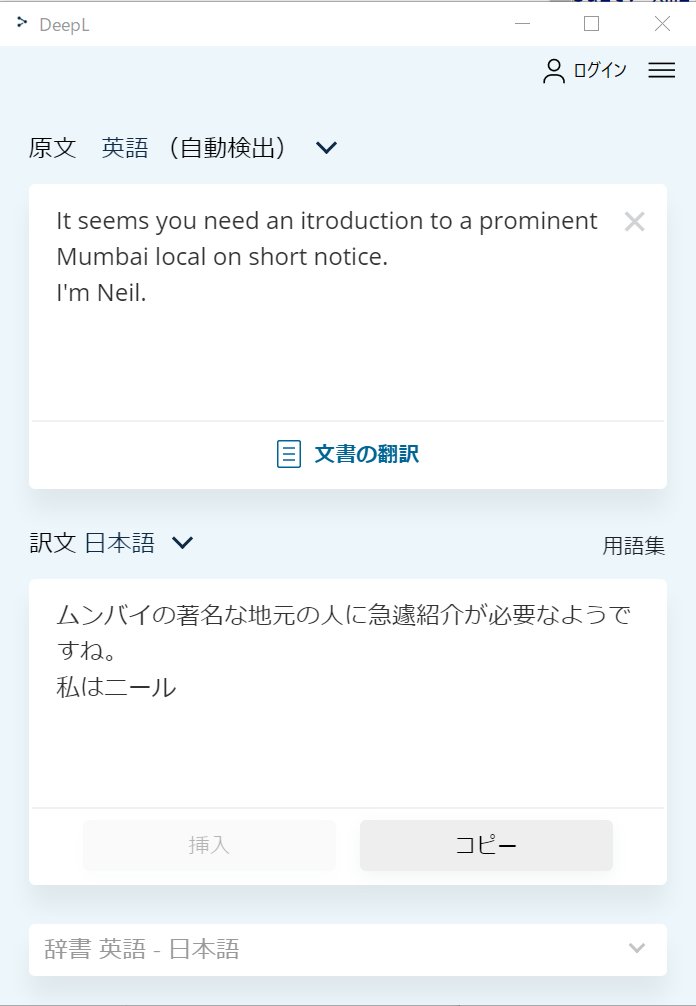 DeepL
ログイン
原文 英語 （自動検出）
It seems you need an itroduction to a prominent
Mumbai local on short notice.
I'm Neil.
文書の翻訳
訳文 日本語
用語集
ムンバイの著名な地元の人に急遽紹介が必要なようで
すね。
私はニール
挿入
コピー
辞書 英語 - 日本語